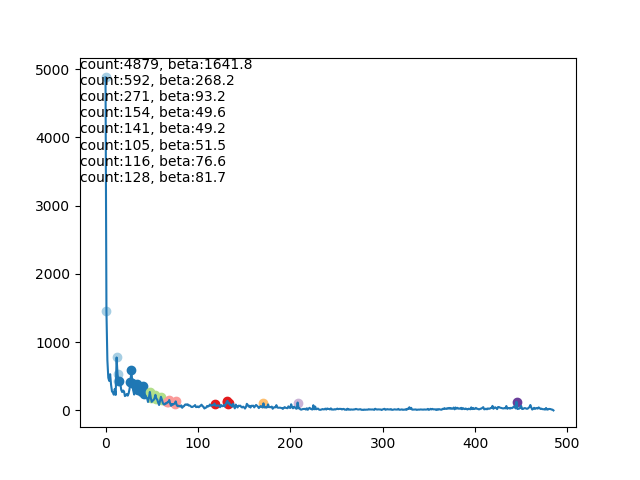 count:4879, beta:1641.8
count:592, beta:268.2
count:271, beta:93.2
count:154, beta:49.6
count:141, beta:49.2
count:105, beta:51.5
count:116, beta:76.6
count:128, beta:81.7
5000
4000
3000
2000
1000
0
0 100 200 300 400 500